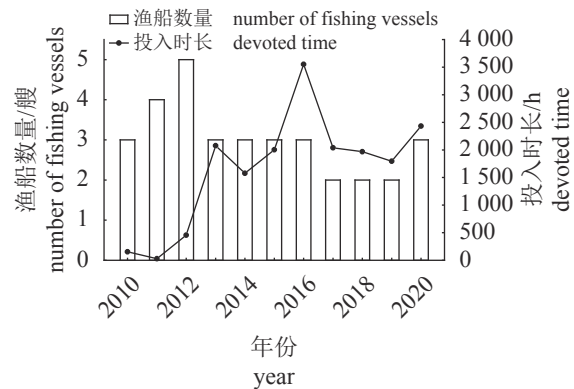 渔船数量 number of fishing vessels
投入时长 devoted time
渔船数量/艘
number of fishing vessels
5
4
3
2
1
0
4 000
3 500
3 000
2 500
2 000
1 500
1 000
500
0
投入时长/h
devoted time
2010
2012
2014
2016
2018
2020
年份
year